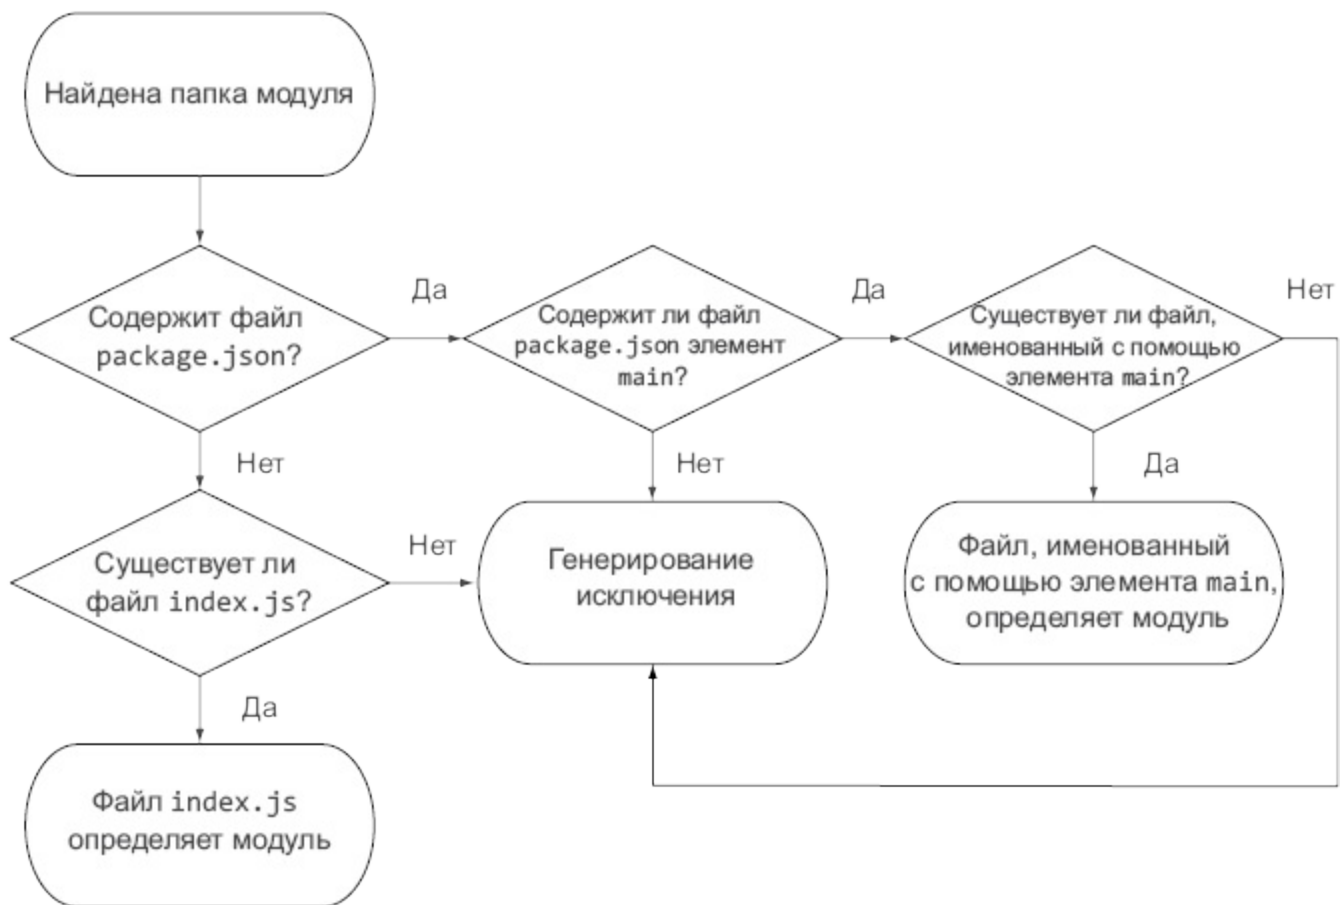 Найдена папка модуля
Содержит файл
package.json?
Да
Содержит ли файл
package.json элемент
main?
Да
Существует ли файл,
именованный с помощью
элемента main?
Нет
Нет
Нет
Да
Существует ли
файл index.js?
Нет
Генерирование
исключения
Файл, именованный
с помощью элемента main,
определяет модуль
Да
Файл index.js
определяет модуль